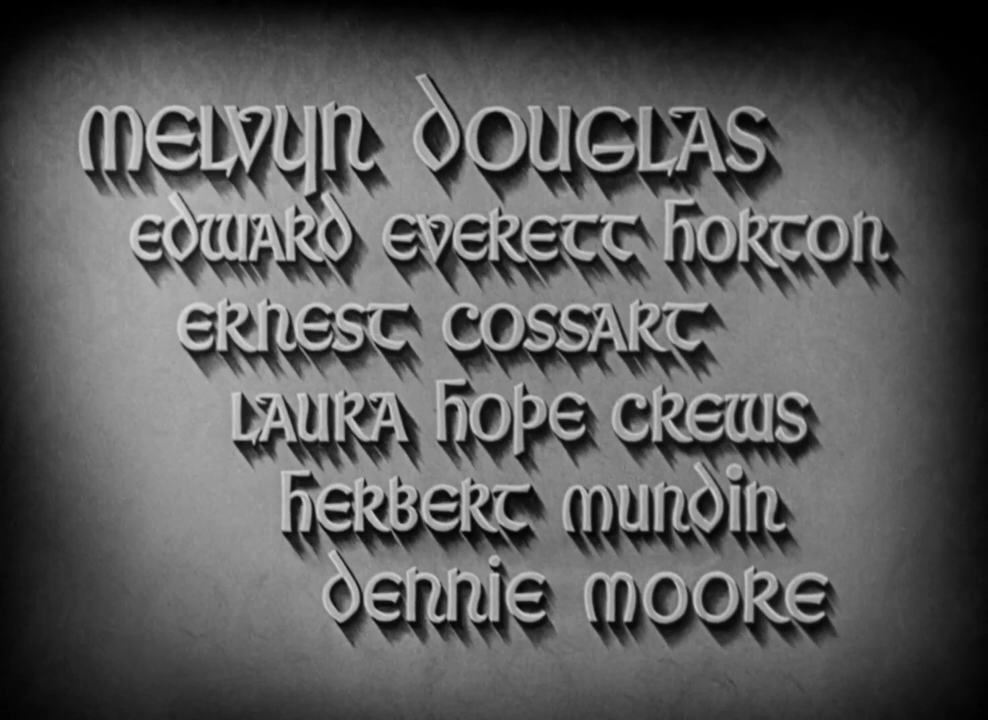 MELVYN DOUGLAS
EDWARD EVERETT HORTON
ERNEST COSSART
LAURA HOPE CREWS
HERBERT MUNDIN
DENNIE MOORE